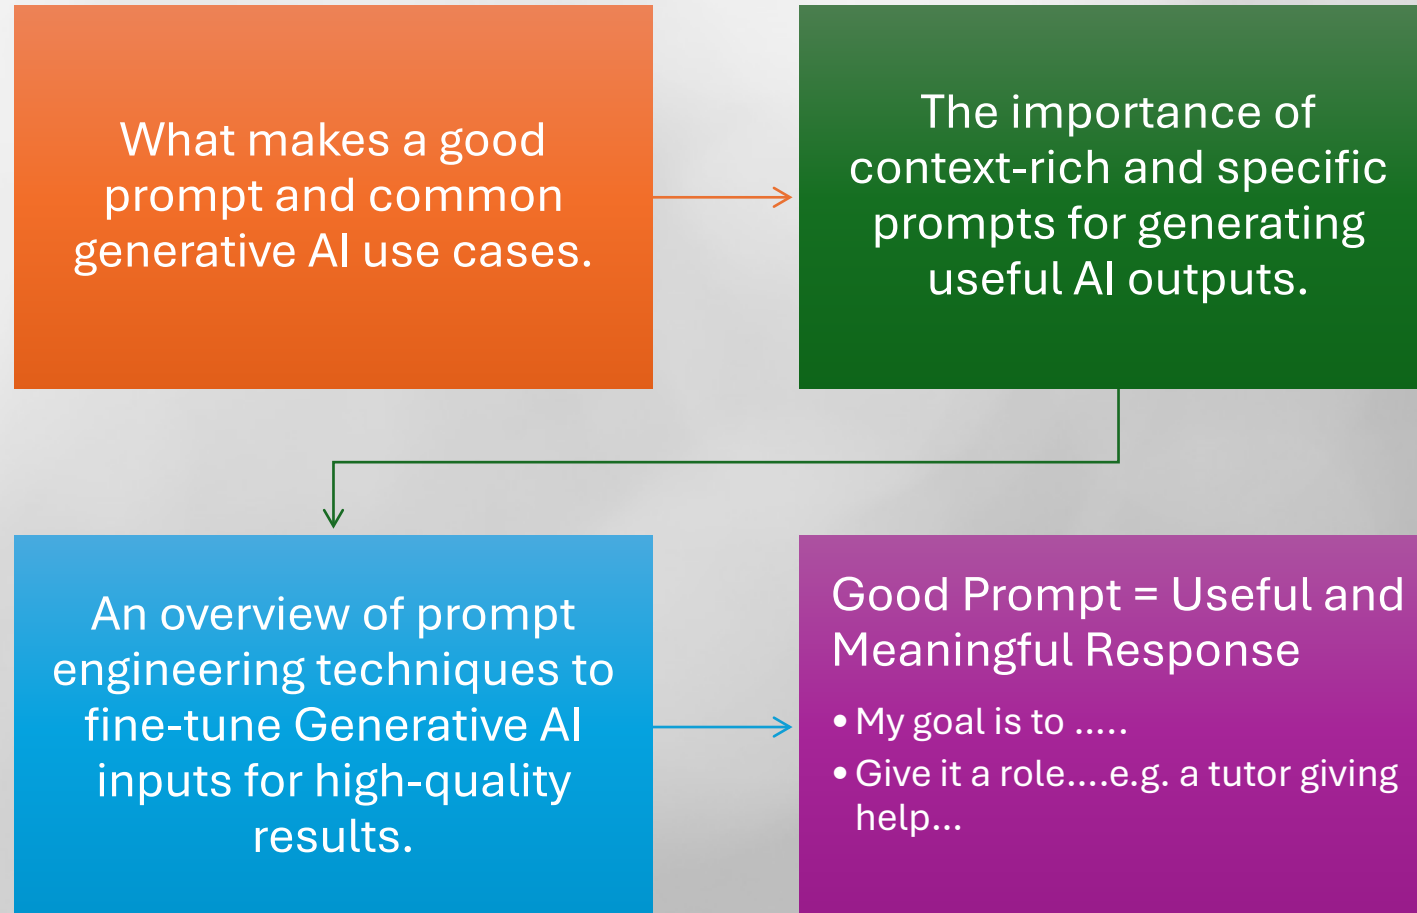 What makes a good
prompt and common
generative AI use cases.
The importance of
context-rich and specific
prompts for generating
useful AI outputs.
An overview of prompt
engineering techniques to
fine-tune Generative AI
inputs for high-quality
results.
Good Prompt = Useful and
Meaningful Response
• My goal is to .....
• Give it a role....e.g. a tutor giving
help...